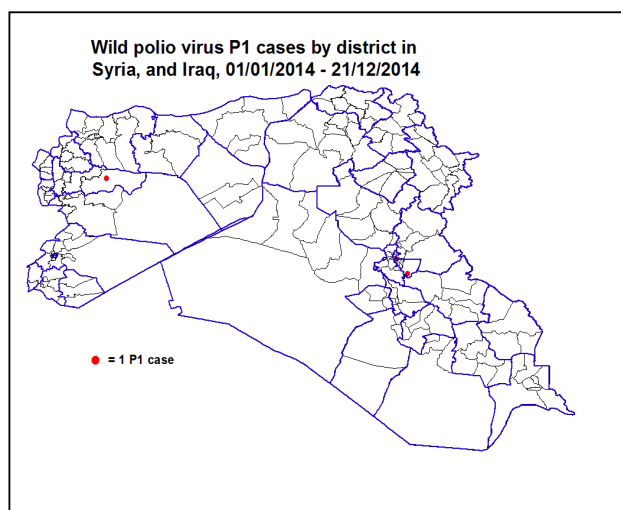 Wild polio virus P1 cases by district in
Syria, and Iraq, 01/01/2014 - 21/12/2014
= 1 P1 case